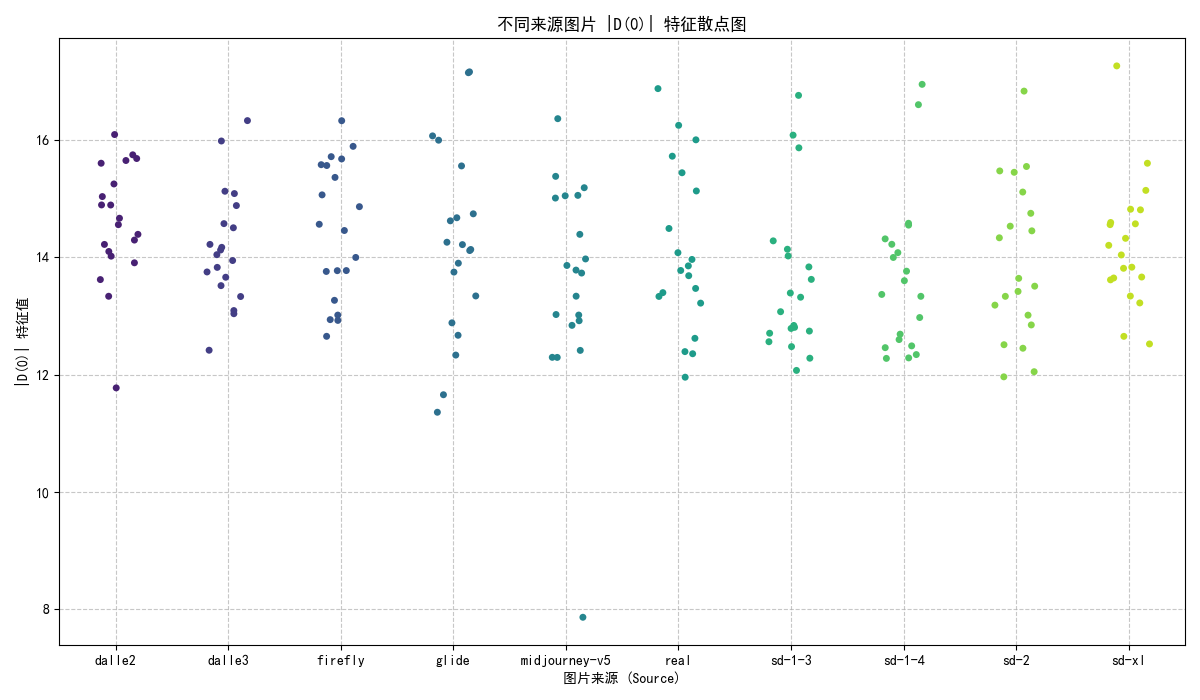 不同来源图片 |D(0)| 特征散点图
|D(0)| 特征值
16
14
12
10
8
dalle2 dalle3 firefly glide midjourney-v5 real sd-1-3 sd-1-4 sd-2 sd-xl
图片来源 (Source)